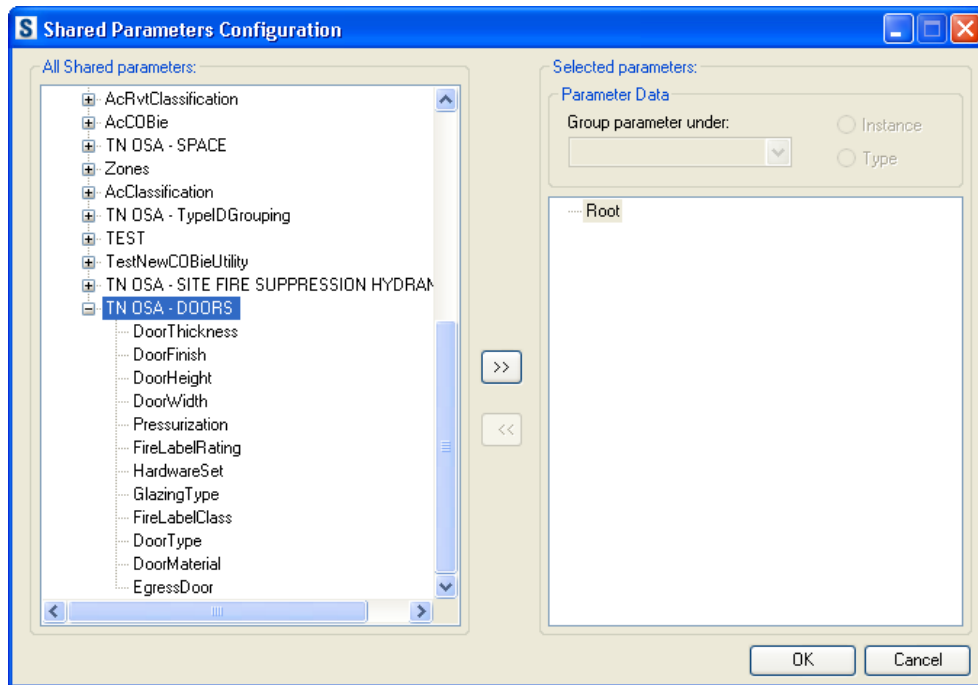 S Shared Parameters Configuration
All Shared parameters:
AcRvtClassification
AcCOBie
TN OSA - SPACE
Zones
AcClassification
TN OSA - TypeIDGrouping
TEST
TestNewCOBieUtility
TN OSA - SITE FIRE SUPPRESSION HYDRAN
TN OSA - DOORS
DoorThickness
DoorFinish
DoorHeight
DoorWidth
Pressurization
FireLabelRating
HardwareSet
GlazingType
FireLabelClass
DoorType
DoorMaterial
EgressDoor
>>
<<
Selected parameters:
Parameter Data
Group parameter under:
Instance
Type
Root
OK
Cancel